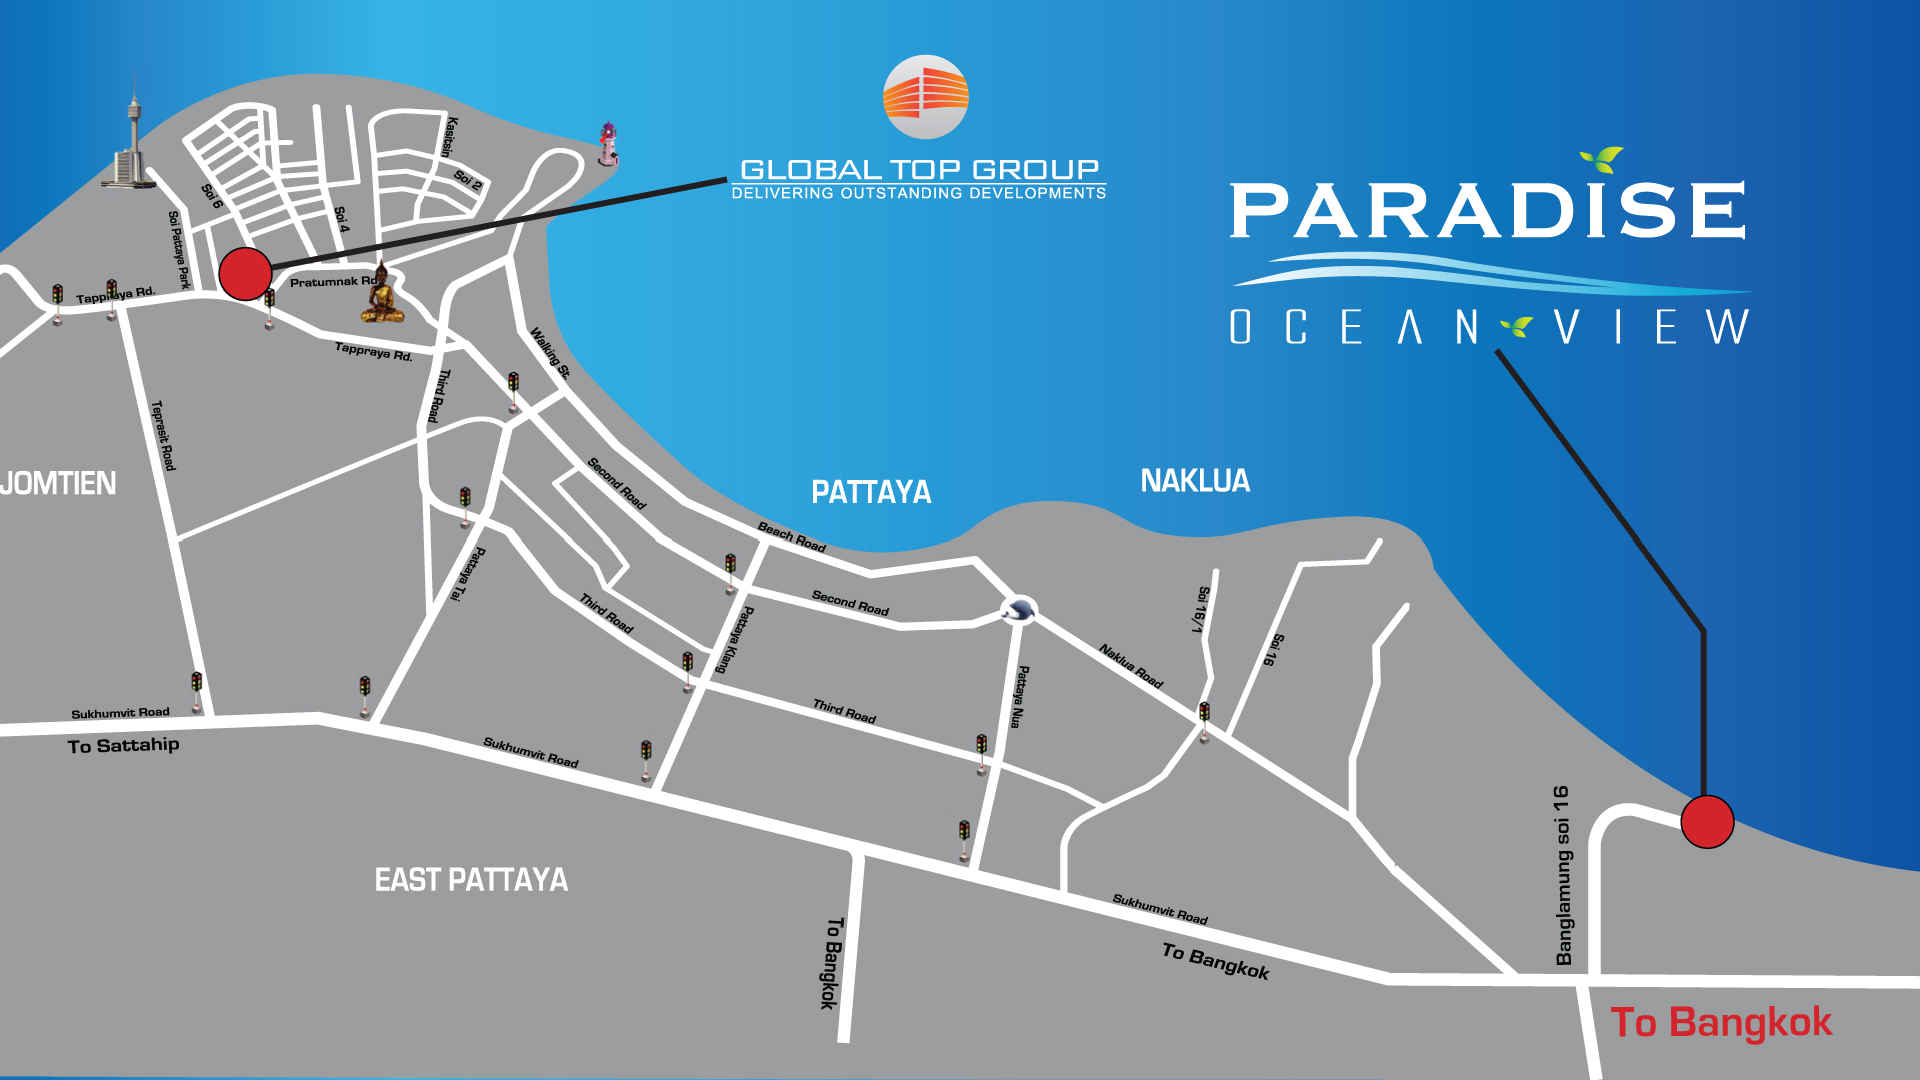 GLOBAL TOP GROUP
DELIVERING OUTSTANDING DEVELOPMENTS
PARADISE
OCEAN VIEW
Kasitsin
Soi 2
Soi 6
Soi 4
Soi Pattaya Park
Pratumnak Rd.
Tappraya Rd.
Tappraya Rd.
Walking St.
Third Road
Teprasit Road
JOMTIEN
Second Road
PATTAYA
NAKLUA
Beach Road
Pattaya Tai
Third Road
Second Road
Pattaya Klang
Soi 16/1
Soi 16
Naklua Road
Pattaya Nua
Third Road
Sukhumvit Road
To Sattahip
Sukhumvit Road
EAST PATTAYA
To Bangkok
Sukhumvit Road
To Bangkok
Banglamung soi 16
To Bangkok